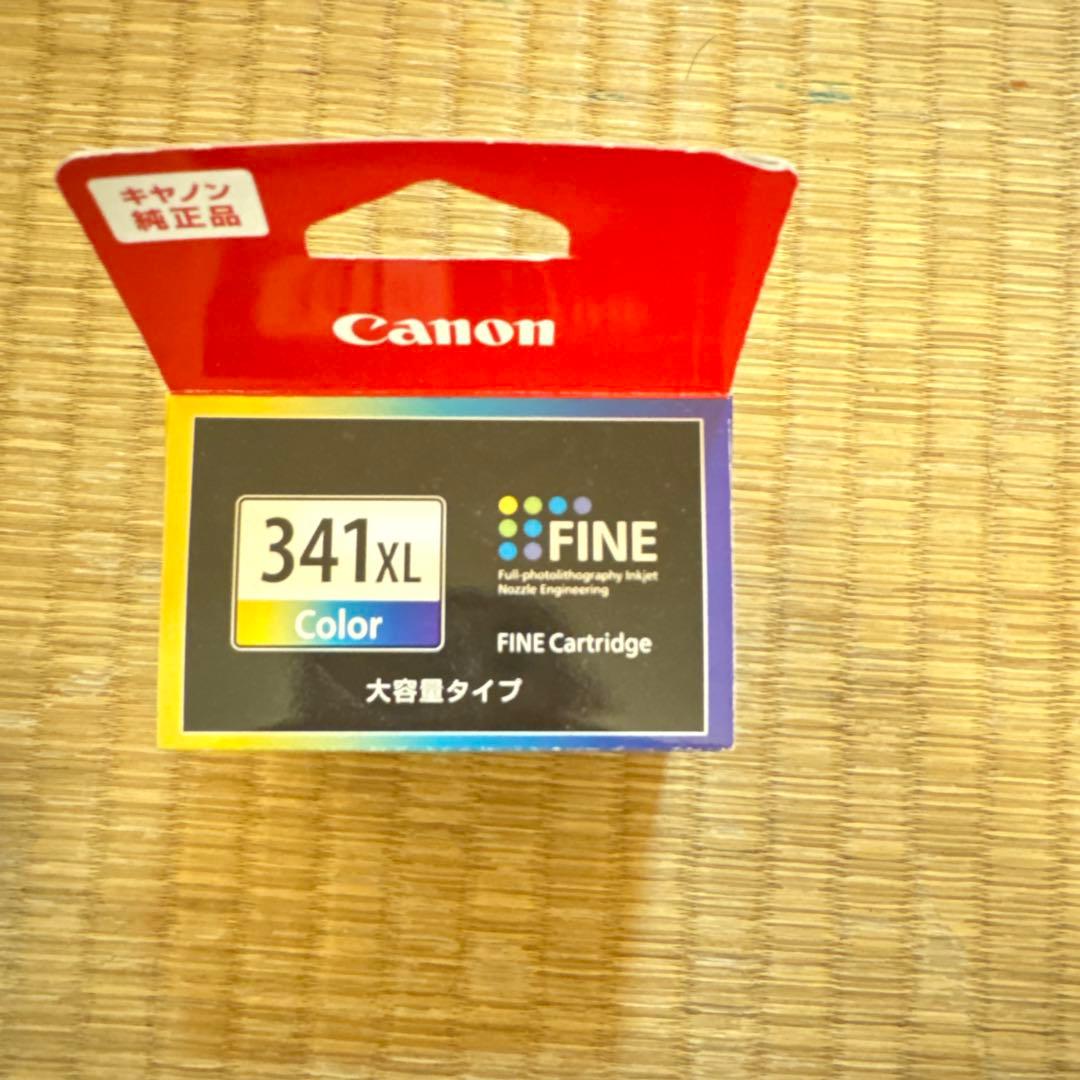 キヤノン
純正品
Canon
341XL
Color
FINE
Full-photolithography Inkjet
Nozzle Engineering
FINE Cartridge
大容量タイプ